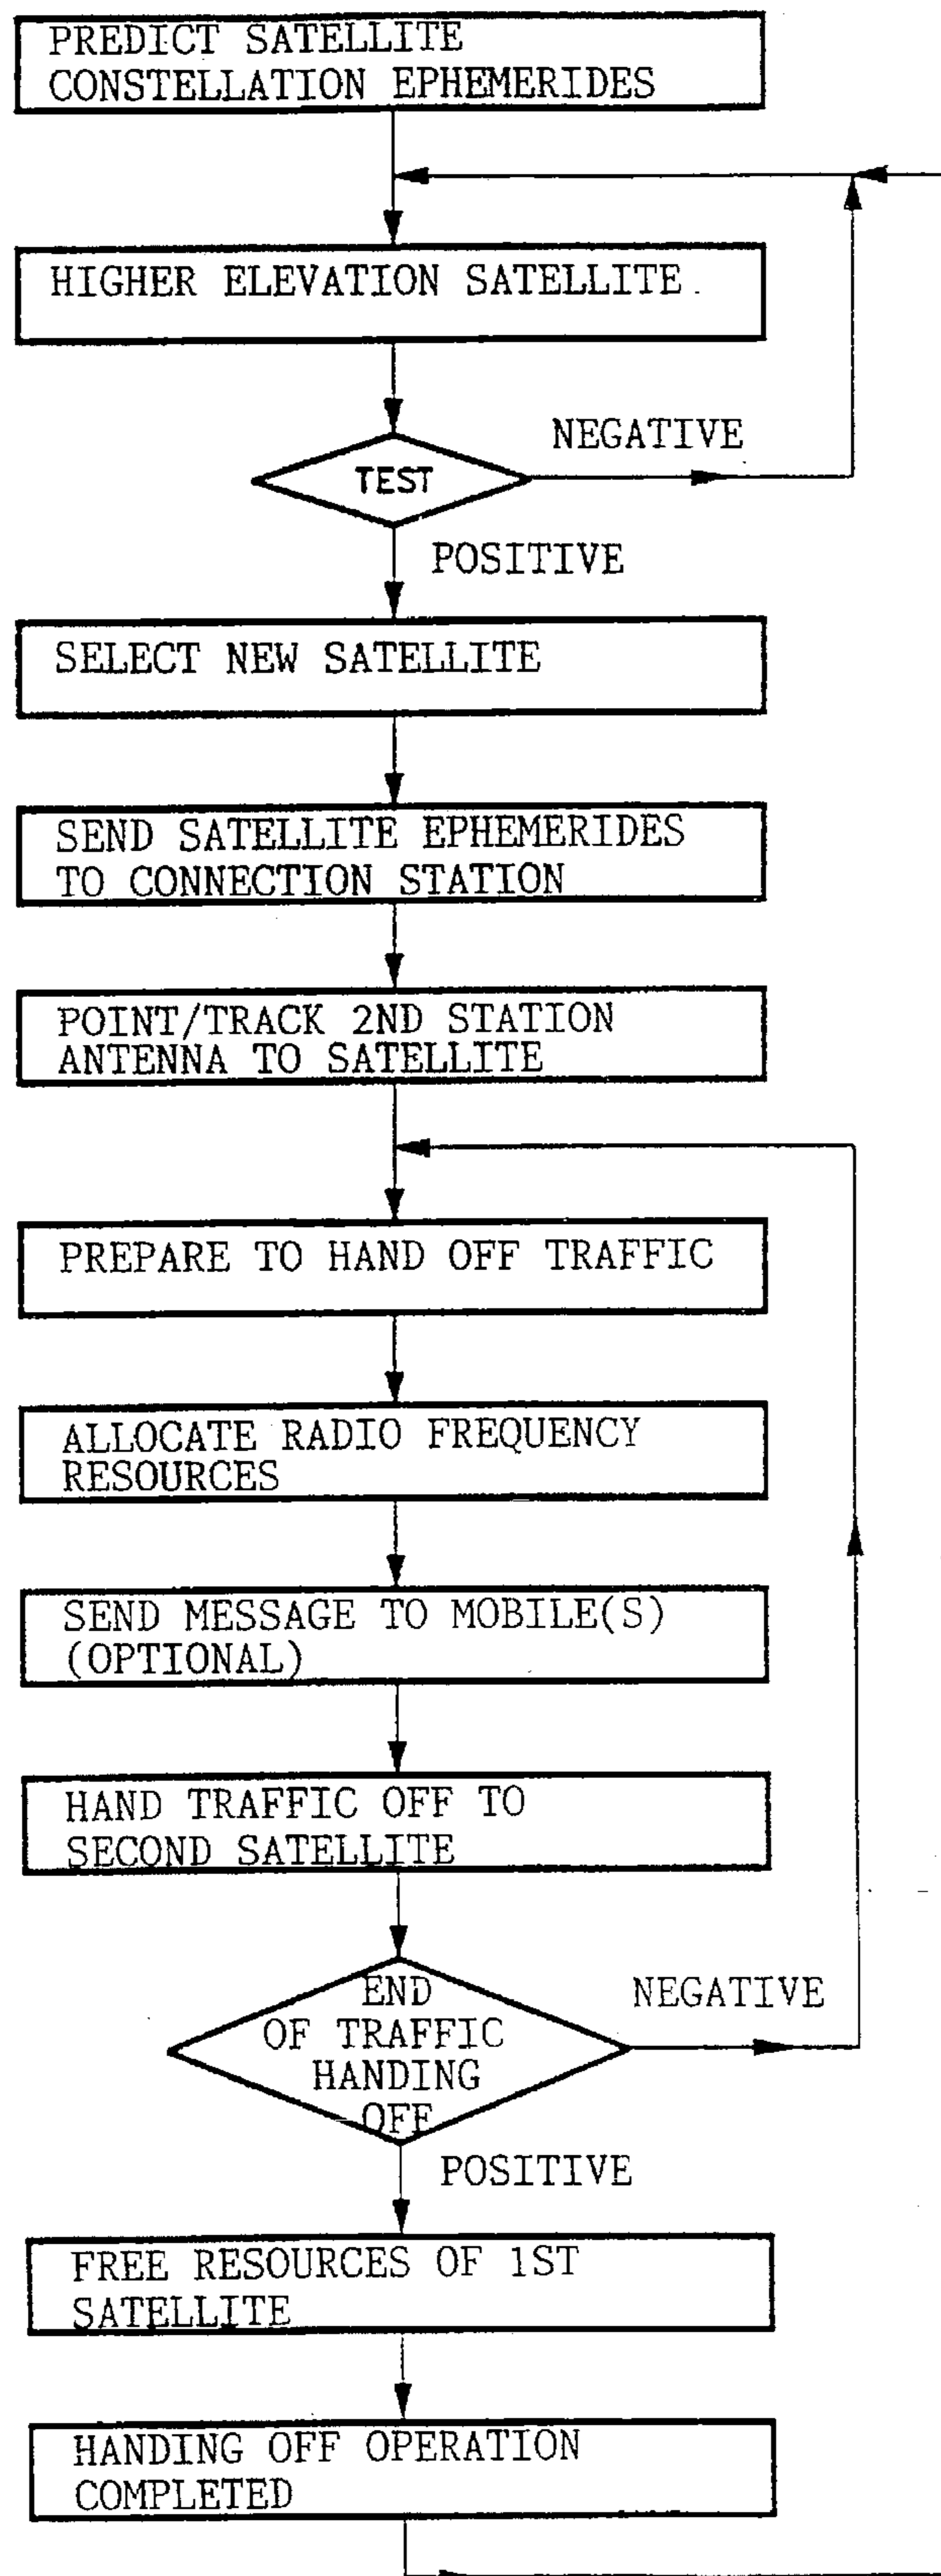 PREDICT SATELLITE
CONSTELLATION EPHEMERIDES
HIGHER ELEVATION SATELLITE
TEST
NEGATIVE
POSITIVE
SELECT NEW SATELLITE
SEND SATELLITE EPHEMERIDES
TO CONNECTION STATION
POINT/TRACK 2ND STATION
ANTENNA TO SATELLITE
PREPARE TO HAND OFF TRAFFIC
ALLOCATE RADIO FREQUENCY
RESOURCES
SEND MESSAGE TO MOBILE(S)
(OPTIONAL)
HAND TRAFFIC OFF TO
SECOND SATELLITE
END
OF TRAFFIC
HANDING
OFF
NEGATIVE
POSITIVE
FREE RESOURCES OF 1ST
SATELLITE
HANDING OFF OPERATION
COMPLETED